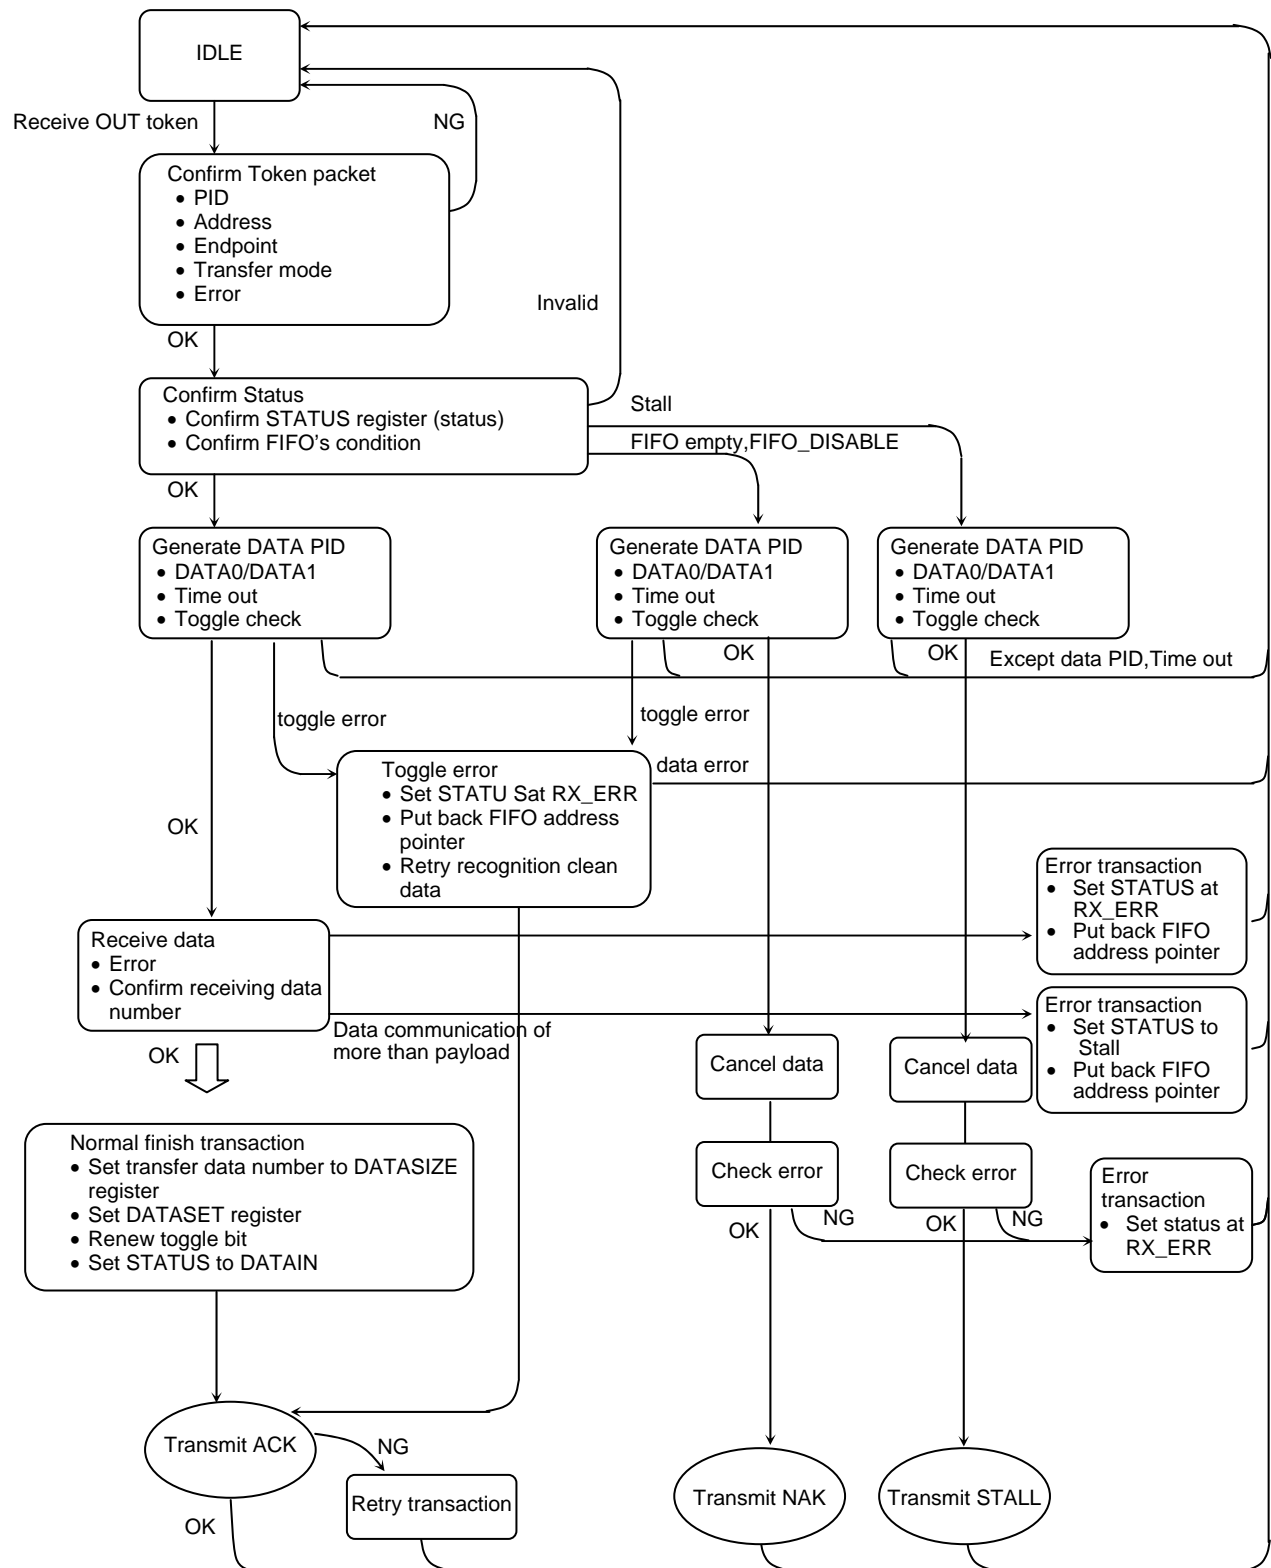 IDLE
Receive OUT token
NG
Confirm Token packet
• PID
• Address
• Endpoint
• Transfer mode
• Error
Invalid
OK
Confirm Status
• Confirm STATUS register (status)
• Confirm FIFO's condition
Stall
FIFO empty,FIFO_DISABLE
OK
Generate DATA PID
• DATA0/DATA1
• Time out
• Toggle check
Generate DATA PID
• DATA0/DATA1
• Time out
• Toggle check
Generate DATA PID
• DATA0/DATA1
• Time out
• Toggle check
OK
OK
Except data PID,Time out
toggle error
toggle error
Toggle error
• Set STATU Sat RX_ERR
• Put back FIFO address
pointer
• Retry recognition clean
data
data error
OK
Error transaction
• Set STATUS at
RX_ERR
• Put back FIFO
address pointer
Receive data
• Error
• Confirm receiving data
number
Data communication of
more than payload
Error transaction
• Set STATUS to
Stall
• Put back FIFO
address pointer
OK
Cancel data
Cancel data
Normal finish transaction
• Set transfer data number to DATASIZE
register
• Set DATASET register
• Renew toggle bit
• Set STATUS to DATAIN
Check error
Check error
Error
transaction
• Set status at
RX_ERR
OK
NG
OK
NG
Transmit ACK
NG
Retry transaction
OK
Transmit NAK
Transmit STALL